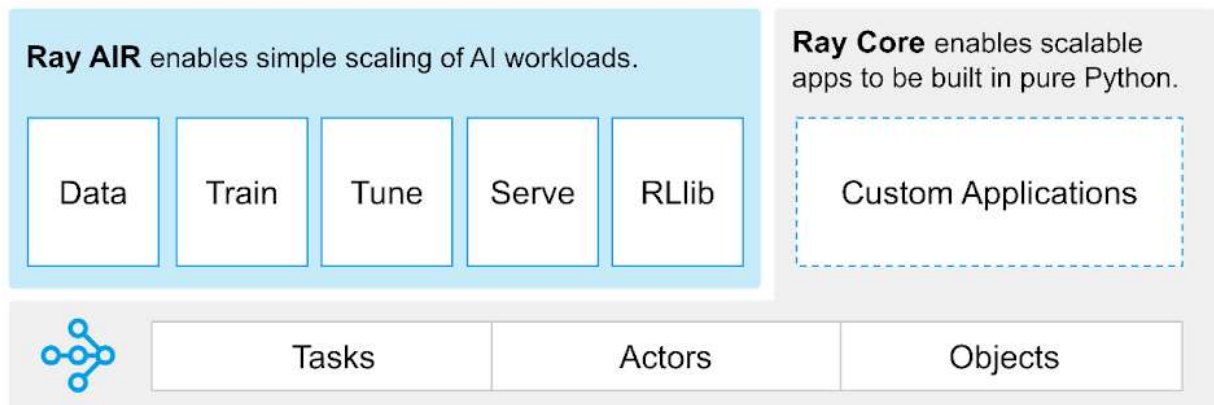 Ray AIR enables simple scaling of AI workloads.
Data
Train
Tune
Serve
RLlib
Ray Core enables scalable
apps to be built in pure Python.
Custom Applications
Tasks
Actors
Objects